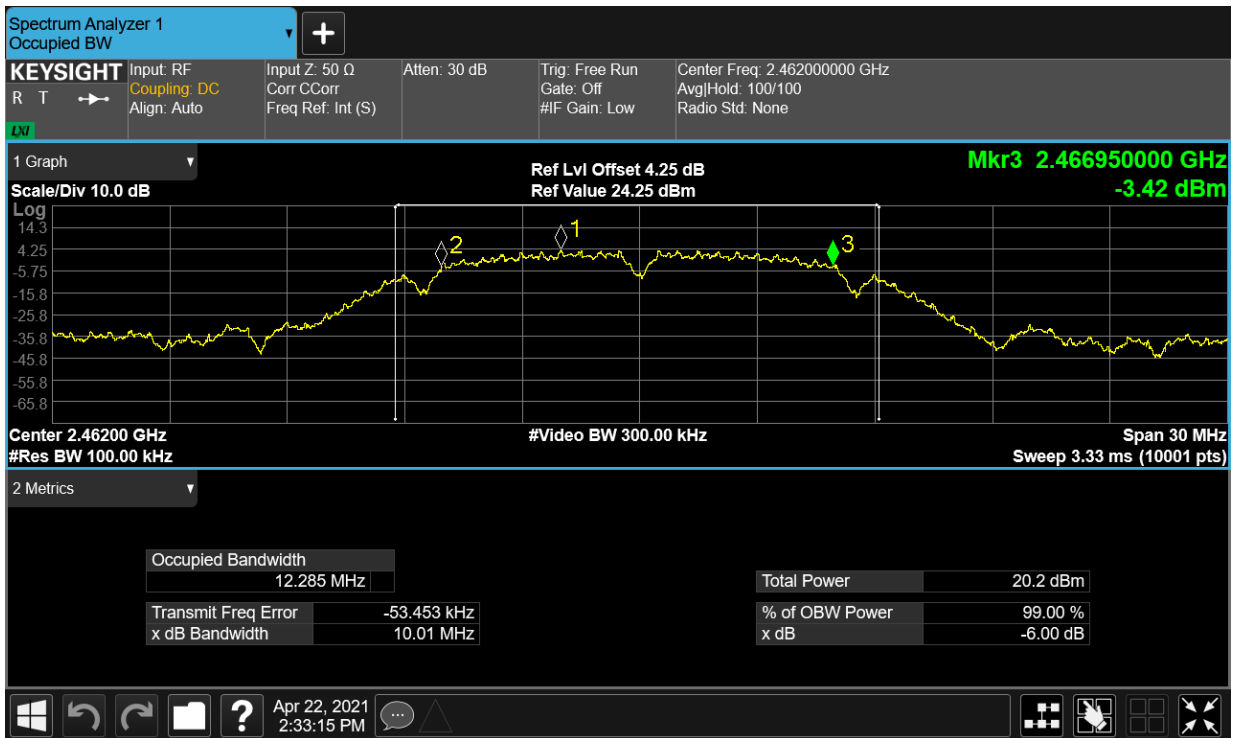 Spectrum Analyzer 1
Occupied BW
+
KEYSIGHT
R T
LXI
Input: RF
Coupling: DC
Align: Auto
Input Z: 50 Ω
Corr CCorr
Freq Ref: Int (S)
Atten: 30 dB
Trig: Free Run
Gate: Off
#IF Gain: Low
Center Freq: 2.462000000 GHz
Avg|Hold: 100/100
Radio Std: None
1 Graph
Scale/Div 10.0 dB
Ref Lvl Offset 4.25 dB
Ref Value 24.25 dBm
Mkr3 2.466950000 GHz
-3.42 dBm
Log
14.3
4.25
-5.75
-15.8
-25.8
-35.8
-45.8
-55.8
-65.8
2
1
3
Center 2.46200 GHz
#Res BW 100.00 kHz
#Video BW 300.00 kHz
Span 30 MHz
Sweep 3.33 ms (10001 pts)
2 Metrics
Occupied Bandwidth
12.285 MHz
Transmit Freq Error -53.453 kHz
x dB Bandwidth 10.01 MHz
Total Power 20.2 dBm
% of OBW Power 99.00 %
x dB -6.00 dB
?
Apr 22, 2021
2:33:15 PM